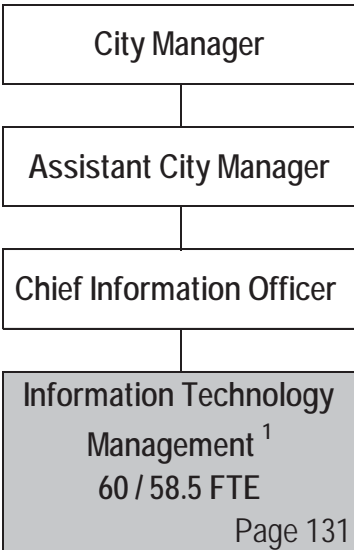 City Manager
Assistant City Manager
Chief Information Officer
Information Technology
Management ¹
60 / 58.5 FTE
Page 131